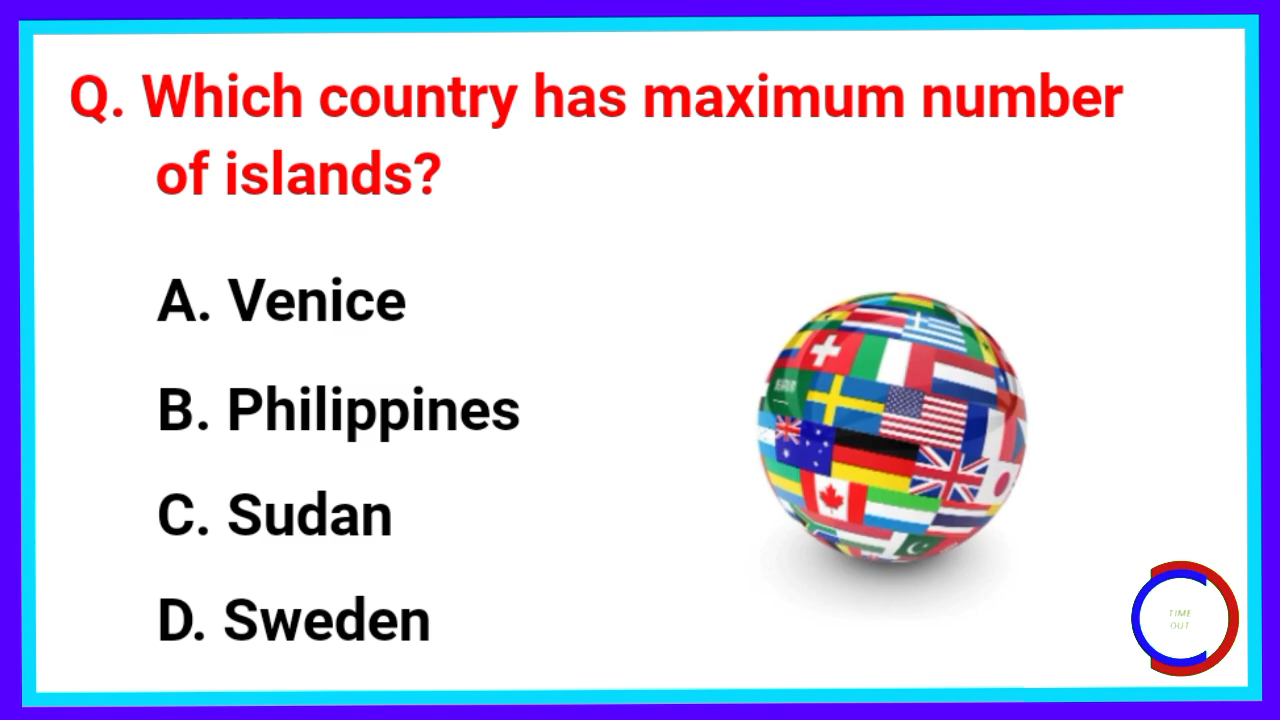 Q. Which country has maximum number
of islands?
A. Venice
B. Philippines
C. Sudan
D. Sweden
TIME
OUT